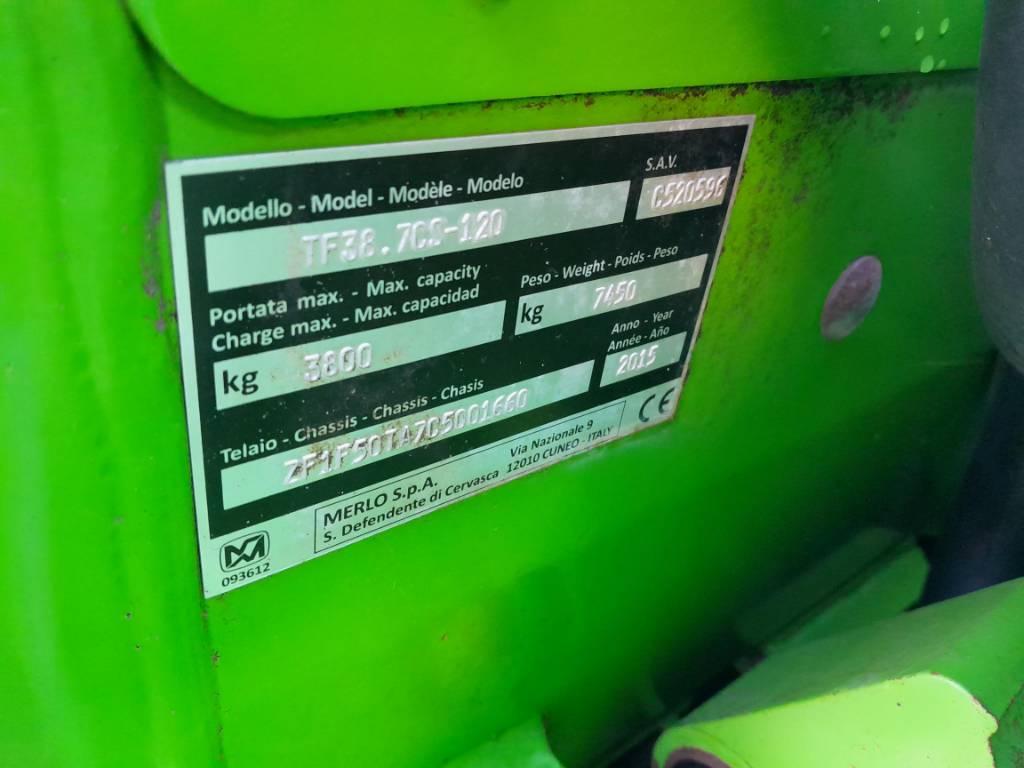 Modello - Model - Modèle - Modelo
S.A.V.
TF38.7CS-120
C520596
Portata max. - Max. capacity
Charge max. - Max. capacidad
Peso - Weight - Poids - Peso
kg 3800
kg 7450
Anno - Year
Année - Año
2015
Telaio - Chassis - Chassis - Chasis
ZF1F50TA7C5001660
MERLO S.p.A.
Via Nazionale 9
S. Defendente di Cervasca 12010 CUNEO - ITALY
CE
093612